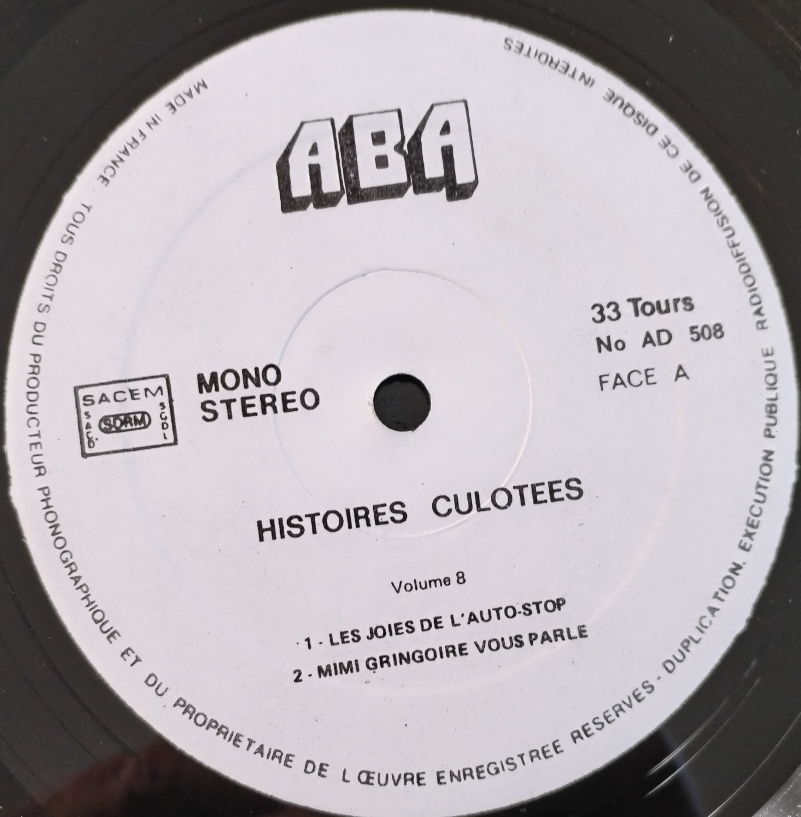 ABA
33 Tours
No AD 508
FACE A
SACEM
SACD
SDRM
SGDL
MONO
STEREO
HISTOIRES CULOTEES
Volume 8
1 - LES JOIES DE L'AUTO-STOP
2 - MIMI GRINGOIRE VOUS PARLE
MADE IN FRANCE TOUS DROITS DU PRODUCTEUR PHONOGRAPHIQUE ET DU PROPRIETAIRE DE L ŒUVRE ENREGISTREE RESERVES - DUPLICATION. EXECUTION PUBLIQUE RADIODIFFUSION DE CE DISQUE INTERDITES